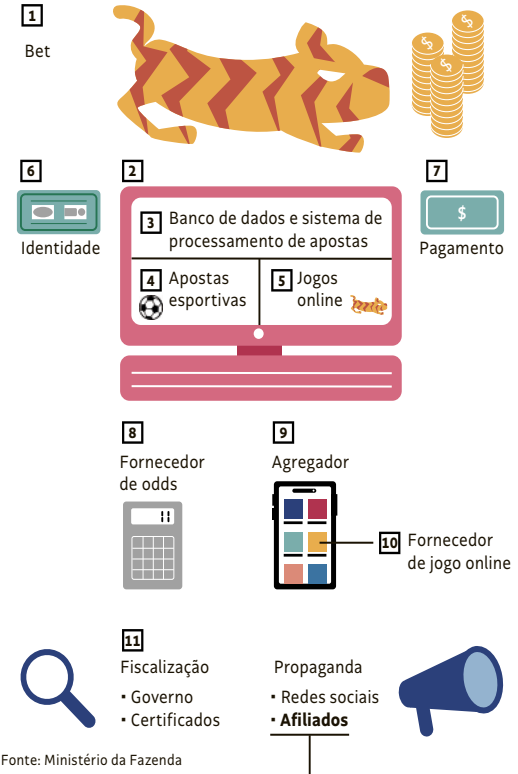 1
Bet
$
$
$
6
2
7
3 Banco de dados e sistema de
processamento de apostas
$
Identidade
Pagamento
4 Apostas
esportivas
5 Jogos
online
8
9
Fornecedor
de odds
Agregador
11
10 Fornecedor
de jogo online
11
Fiscalização
Propaganda
· Governo
· Certificados
· Redes sociais
· Afiliados
Fonte: Ministério da Fazenda